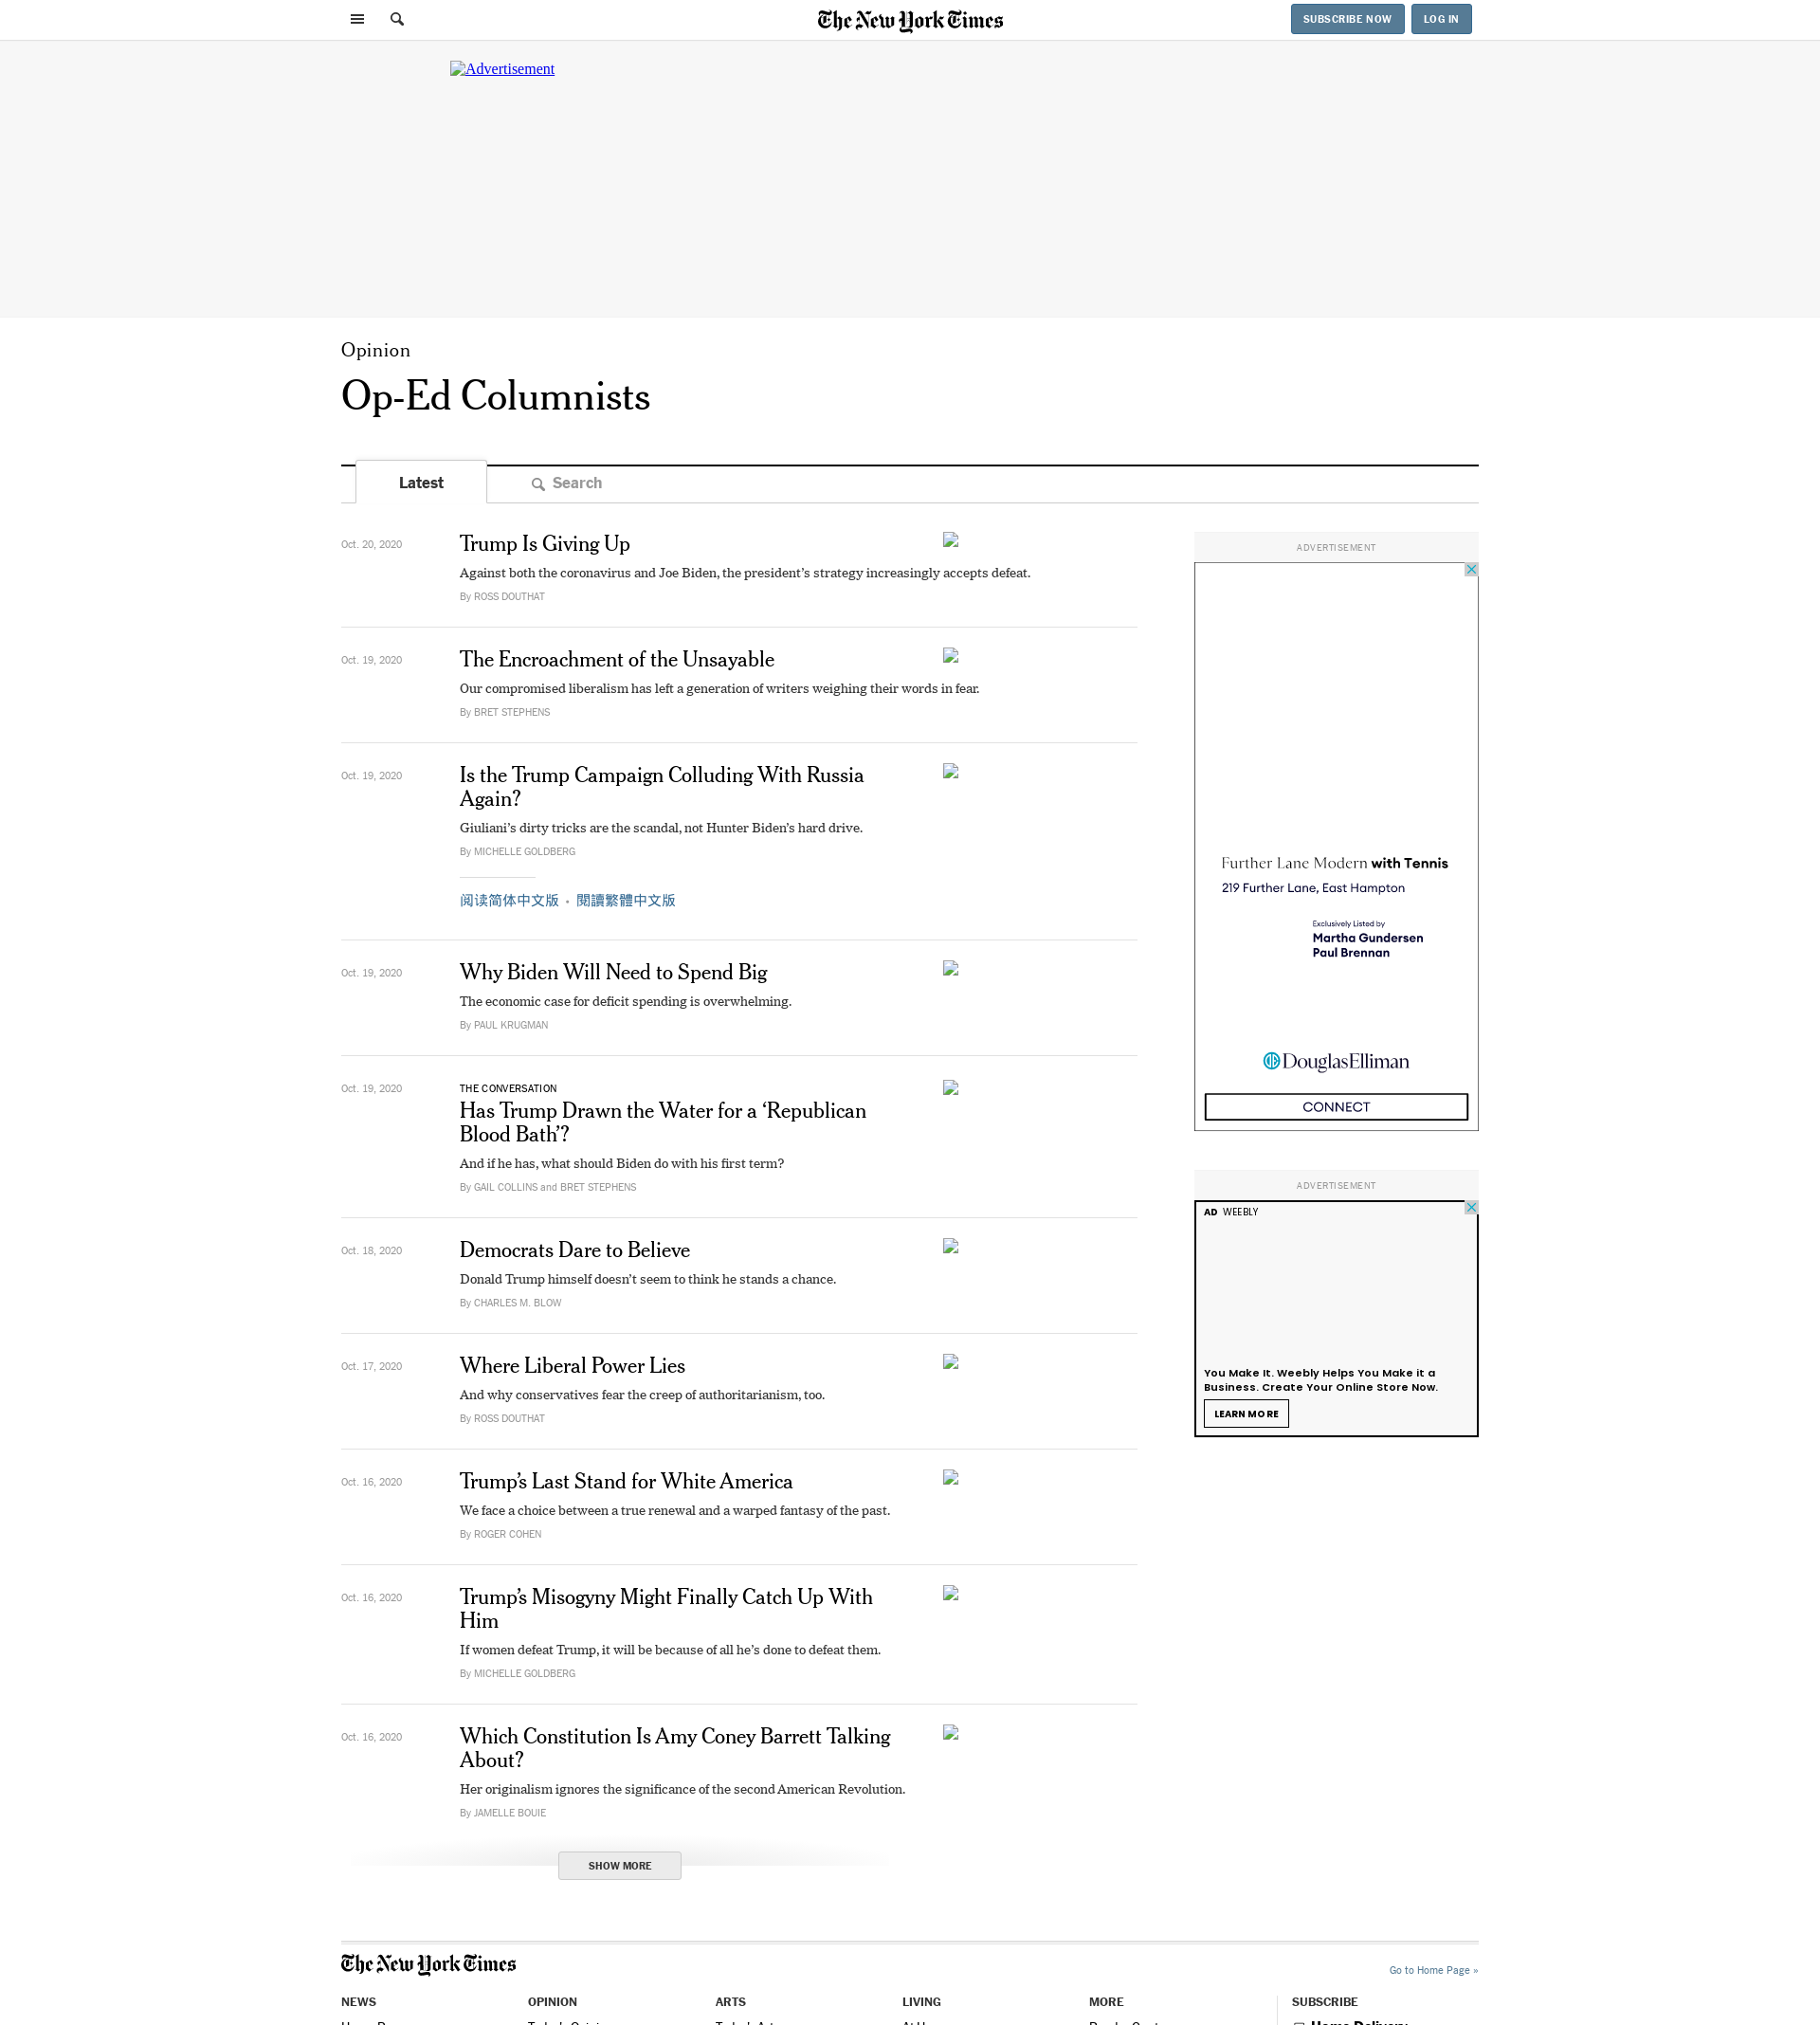 The New York Times
SUBSCRIBE NOW
LOG IN
Advertisement
Opinion
Op-Ed Columnists
Latest
Search
Oct. 20, 2020
Trump Is Giving Up
Against both the coronavirus and Joe Biden, the president’s strategy increasingly accepts defeat.
By ROSS DOUTHAT
Oct. 19, 2020
The Encroachment of the Unsayable
Our compromised liberalism has left a generation of writers weighing their words in fear.
By BRET STEPHENS
Oct. 19, 2020
Is the Trump Campaign Colluding With Russia
Again?
Giuliani’s dirty tricks are the scandal, not Hunter Biden’s hard drive.
By MICHELLE GOLDBERG
阅读简体中文版 • 閱讀繁體中文版
Oct. 19, 2020
Why Biden Will Need to Spend Big
The economic case for deficit spending is overwhelming.
By PAUL KRUGMAN
Oct. 19, 2020
THE CONVERSATION
Has Trump Drawn the Water for a ‘Republican
Blood Bath’?
And if he has, what should Biden do with his first term?
By GAIL COLLINS and BRET STEPHENS
Oct. 18, 2020
Democrats Dare to Believe
Donald Trump himself doesn’t seem to think he stands a chance.
By CHARLES M. BLOW
Oct. 17, 2020
Where Liberal Power Lies
And why conservatives fear the creep of authoritarianism, too.
By ROSS DOUTHAT
Oct. 16, 2020
Trump’s Last Stand for White America
We face a choice between a true renewal and a warped fantasy of the past.
By ROGER COHEN
Oct. 16, 2020
Trump’s Misogyny Might Finally Catch Up With
Him
If women defeat Trump, it will be because of all he’s done to defeat them.
By MICHELLE GOLDBERG
Oct. 16, 2020
Which Constitution Is Amy Coney Barrett Talking
About?
Her originalism ignores the significance of the second American Revolution.
By JAMELLE BOUIE
SHOW MORE
ADVERTISEMENT
Further Lane Modern with Tennis
219 Further Lane, East Hampton
Exclusively Listed by
Martha Gundersen
Paul Brennan
DouglasElliman
CONNECT
ADVERTISEMENT
AD WEEBLY
You Make It. Weebly Helps You Make it a
Business. Create Your Online Store Now.
LEARN MORE
The New York Times
Go to Home Page »
NEWS
OPINION
ARTS
LIVING
MORE
SUBSCRIBE
Home Delivery